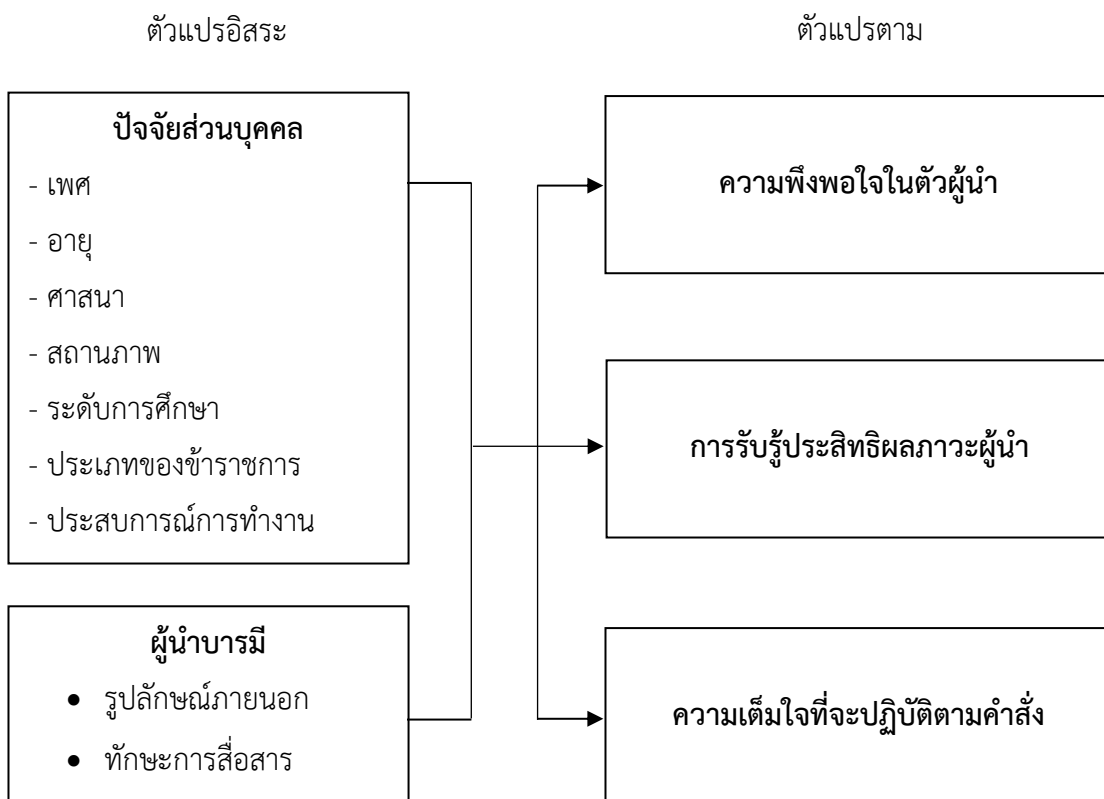 ตัวแปรอิสระ
ตัวแปรตาม
ปัจจัยส่วนบุคคล
- เพศ
- อายุ
- ศาสนา
- สถานภาพ
- ระดับการศึกษา
- ประเภทของข้าราชการ
- ประสบการณ์การทำงาน
ผู้นำบารมี
• รูปลักษณ์ภายนอก
• ทักษะการสื่อสาร
ความพึงพอใจในตัวผู้นำ
การรับรู้ประสิทธิผลภาวะผู้นำ
ความเต็มใจที่จะปฏิบัติตามคำสั่ง